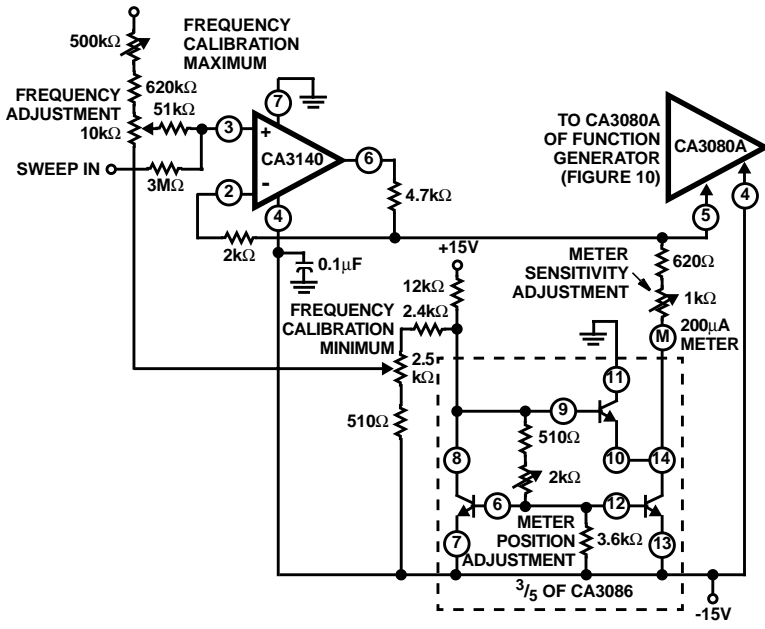 FREQUENCY
CALIBRATION
MAXIMUM
500kΩ
620kΩ
FREQUENCY
ADJUSTMENT
10kΩ
51kΩ
SWEEP IN
3MΩ
7
3
+
CA3140
6
2
-
4
4.7kΩ
2kΩ
0.1μF
TO CA3080A
OF FUNCTION
GENERATOR
(FIGURE 10)
CA3080A
4
5
+15V
12kΩ
2.4kΩ
FREQUENCY
CALIBRATION
MINIMUM
2.5
kΩ
510Ω
METER
SENSITIVITY
ADJUSTMENT
620Ω
1kΩ
M
200μA
METER
11
9
510Ω
10
14
8
2kΩ
6
12
METER
POSITION
ADJUSTMENT
3.6kΩ
7
13
3/5 OF CA3086
-15V